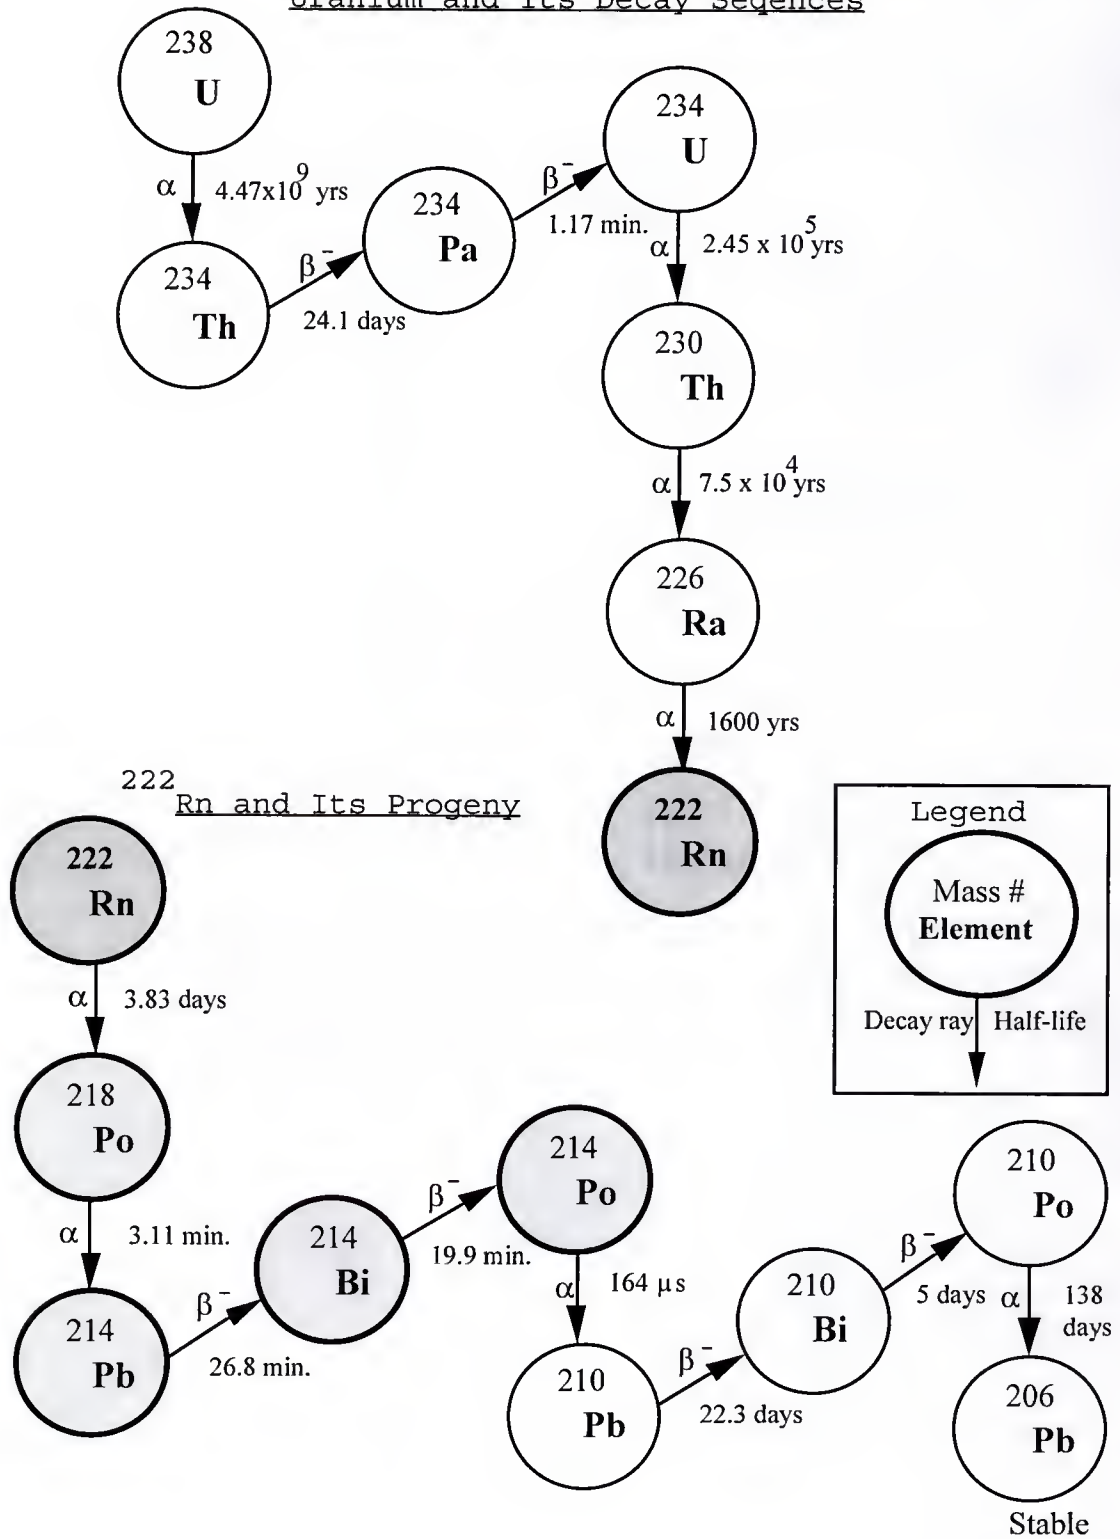 Uranium and Its Decay Seqences
238
U
α 4.47x10⁹ yrs
234
Th
β⁻
24.1 days
234
Pa
β⁻
1.17 min.
234
U
α 2.45 x 10⁵ yrs
230
Th
α 7.5 x 10⁴ yrs
226
Ra
α 1600 yrs
222
Rn
²²²Rn and Its Progeny
222
Rn
α 3.83 days
218
Po
α 3.11 min.
214
Pb
β⁻
26.8 min.
214
Bi
β⁻
19.9 min.
214
Po
α 164 μs
210
Pb
β⁻
22.3 days
210
Bi
β⁻
5 days
210
Po
α 138
days
206
Pb
Stable
Legend
Mass #
Element
Decay ray Half-life